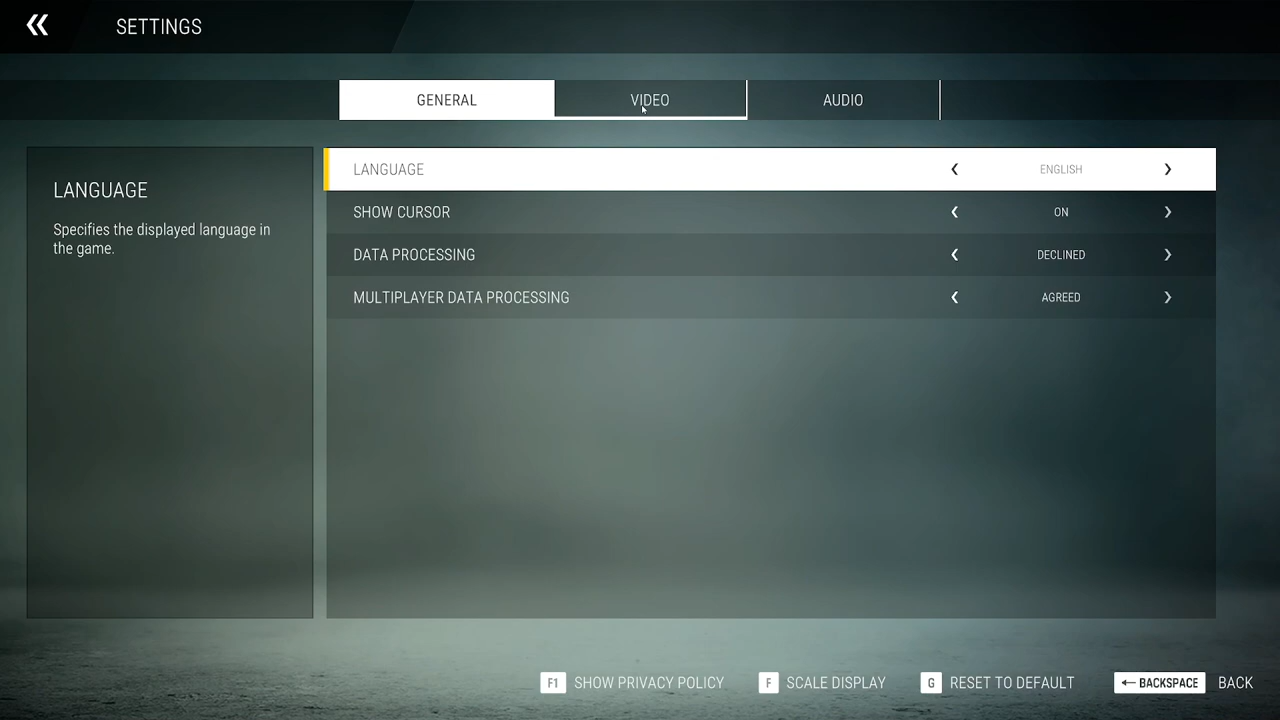 SETTINGS
GENERAL VIDEO AUDIO
LANGUAGE
Specifies the displayed language in
the game.
LANGUAGE ENGLISH
SHOW CURSOR ON
DATA PROCESSING DECLINED
MULTIPLAYER DATA PROCESSING AGREED
F1 SHOW PRIVACY POLICY F SCALE DISPLAY G RESET TO DEFAULT ← BACKSPACE BACK